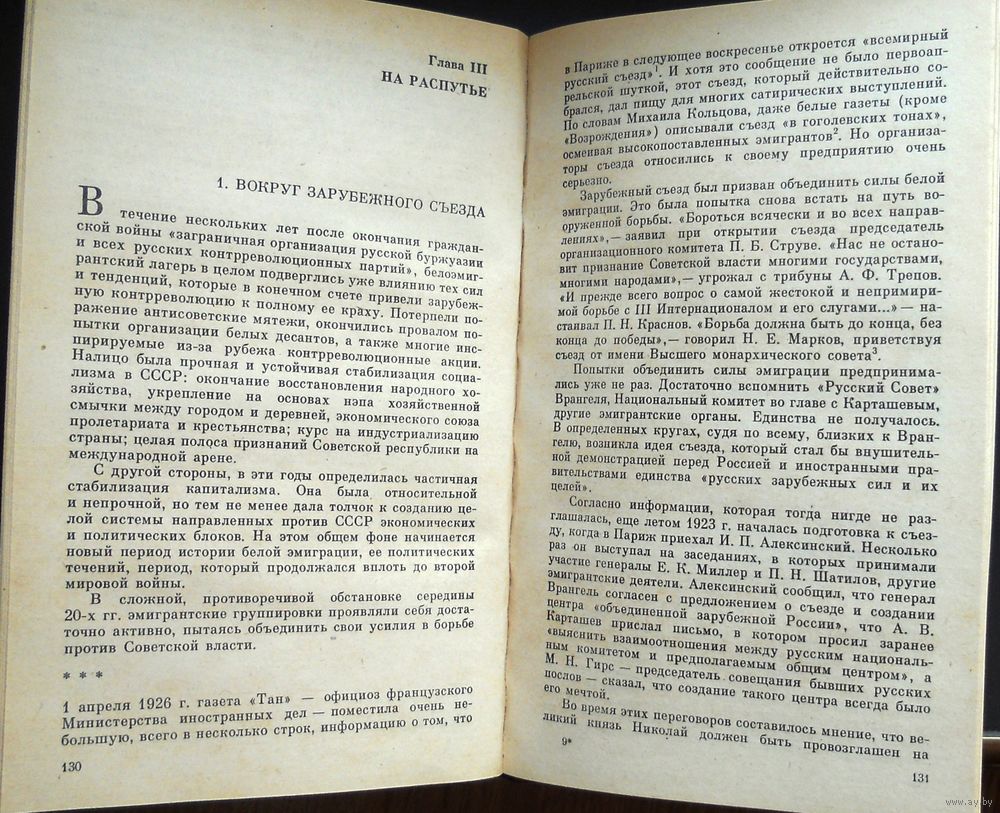 Глава III
НА РАСПУТЬЕ
1. ВОКРУГ ЗАРУБЕЖНОГО СЪЕЗДА
В течение нескольких лет после окончания граждан-
ской войны «заграничная организация русской буржуазии
и всех русских контрреволюционных партий», белоэмиг-
рантский лагерь в целом подверглись уже влиянию тех сил
и тенденций, которые в конечном счете привели зарубеж-
ную контрреволюцию к полному ее краху. Потерпели по-
ражение антисоветские мятежи, окончились провалом по-
пытки организации белых десантов, а также многие инс-
пирируемые из-за рубежа контрреволюционные акции.
Налицо была прочная и устойчивая стабилизация социа-
лизма в СССР: окончание восстановления народного хо-
зяйства, укрепление на основах нэпа хозяйственной
смычки между городом и деревней, экономического союза
пролетариата и крестьянства; курс на индустриализацию
страны; целая полоса признаний Советской республики на
международной арене.
С другой стороны, в эти годы определилась частичная
стабилизация капитализма. Она была относительной
и непрочной, но тем не менее дала толчок к созданию це-
лой системы направленных против СССР экономических
и политических блоков. На этом общем фоне начинается
новый период истории белой эмиграции, ее политических
течений, период, который продолжался вплоть до второй
мировой войны.
В сложной, противоречивой обстановке середины
20-х гг. эмигрантские группировки проявляли себя доста-
точно активно, пытаясь объединить свои усилия в борьбе
против Советской власти.
* * *
1 апреля 1926 г. газета «Тан» — официоз французского
Министерства иностранных дел — поместила очень не-
большую, всего в несколько строк, информацию о том, что
130
в Париже в следующее воскресенье откроется «всемирный
русский съезд»1. И хотя это сообщение не было первоап-
рельской шуткой, этот съезд, который действительно со-
брался, дал пищу для многих сатирических выступлений.
По словам Михаила Кольцова, даже белые газеты (кроме
«Возрождения») описывали съезд «в гоголевских тонах»,
осмеивая высокопоставленных эмигрантов2. Но организа-
торы съезда относились к своему предприятию очень
серьезно.
Зарубежный съезд был призван объединить силы белой
эмиграции. Это была попытка снова встать на путь во-
оруженной борьбы. «Бороться всячески и во всех направ-
лениях»,— заявил при открытии съезда председатель
организационного комитета П. Б. Струве. «Нас не остано-
вит признание Советской власти многими государствами,
многими народами»,— угрожал с трибуны А. Ф. Трепов.
«И прежде всего вопрос о самой жестокой и непримири-
мой борьбе с III Интернационалом и его слугами...» — на-
стаивал П. Н. Краснов. «Борьба должна быть до конца, без
конца до победы»,— говорил Н. Е. Марков, приветствуя
съезд от имени Высшего монархического совета3.
Попытки объединить силы эмиграции предпринима-
лись уже не раз. Достаточно вспомнить «Русский Совет»
Врангеля, Национальный комитет во главе с Карташевым,
другие эмигрантские органы. Единства не получалось.
В определенных кругах, судя по всему, близких к Вран-
гелю, возникла идея съезда, который стал бы внушитель-
ной демонстрацией перед Россией и иностранными пра-
вительствами единства «русских зарубежных сил и их
целей».
Согласно информации, которая тогда нигде не раз-
глашалась, еще летом 1923 г. началась подготовка к съез-
ду, когда в Париж приехал И. П. Алексинский. Несколько
раз он выступал на заседаниях, в которых принимали
участие генералы Е. К. Миллер и П. Н. Шатилов, другие
эмигрантские деятели. Алексинский сообщил, что генерал
Врангель согласен с предложением о съезде и создании
центра «объединенной зарубежной России», что А. В.
Карташев прислал письмо, в котором просил заранее
«выяснить взаимоотношения между русским националь-
ным комитетом и предполагаемым общим центром», а
М. Н. Гирс — председатель совещания бывших русских
послов — сказал, что создание такого центра всегда было
его мечтой.
Во время этих переговоров составилось мнение, что ве-
ликий князь Николай должен быть провозглашен на
9*
131
www.ay.by